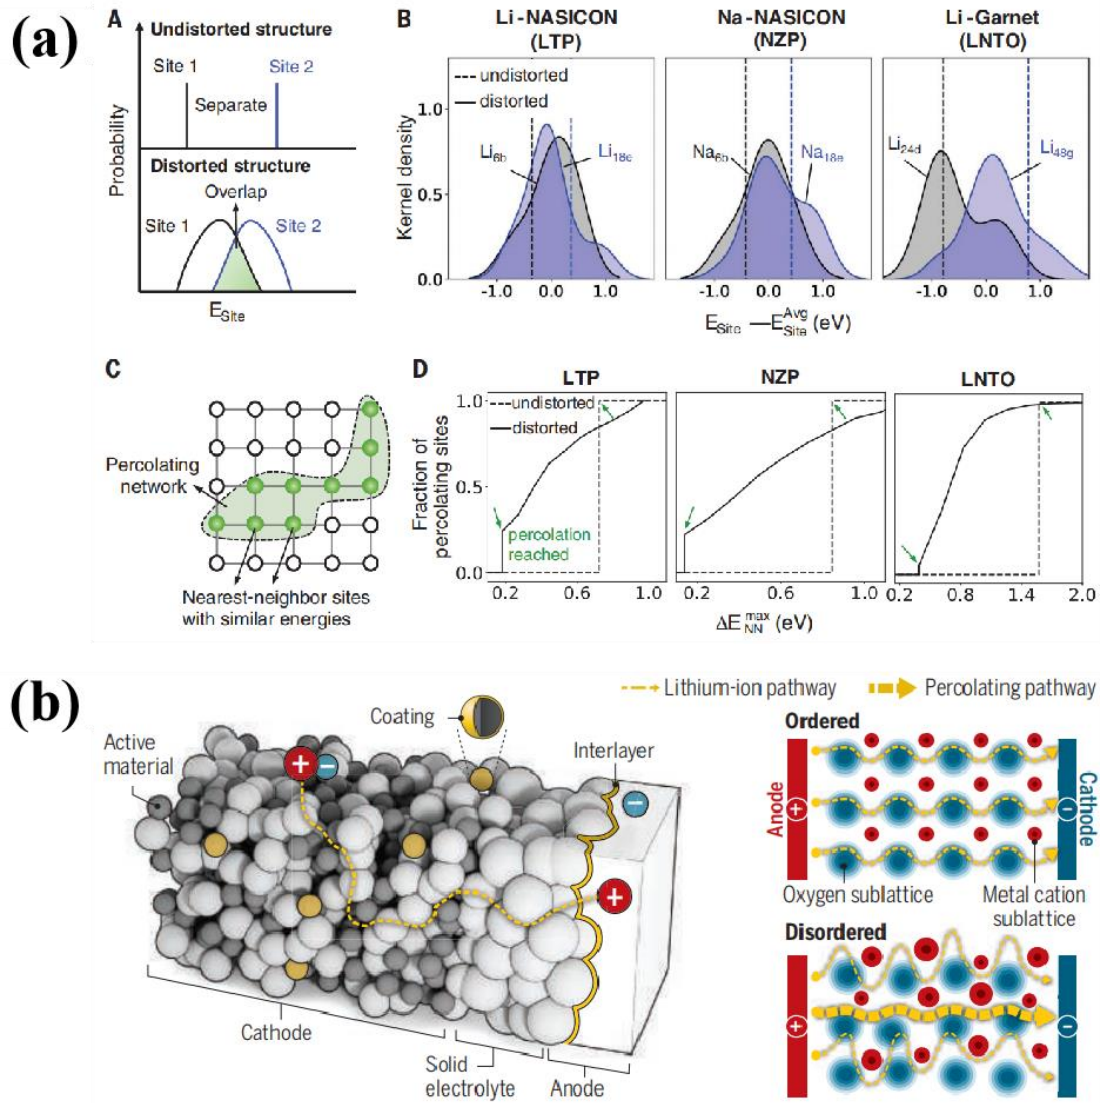 (a)
A
Undistorted structure
Site 1
Site 2
Separate
Probability
Distorted structure
Overlap
Site 1
Site 2
E_Site
B
Li-NASICON
(LTP)
Na-NASICON
(NZP)
Li-Garnet
(LNTO)
undistorted
distorted
Kernel density
1.0
0.5
0.0
Li6b
Li18e
Na6b
Na18e
Li24d
Li48g
-1.0 0.0 1.0
-1.0 0.0 1.0
-1.0 0.0 1.0
E_Site —E_Site^Avg (eV)
C
Percolating
network
Nearest-neighbor sites
with similar energies
D
LTP
NZP
LNTO
undistorted
distorted
Fraction of
percolating sites
1.0
0.5
0.0
percolation
reached
0.2 0.6 1.0
0.2 0.6 1.0
0.2 0.8 1.4 2.0
ΔE_NN^max (eV)
(b)
Lithium-ion pathway
Percolating pathway
Coating
Active
material
Interlayer
+
−
−
+
Cathode
Solid
electrolyte
Anode
Ordered
Anode
+
Cathode
−
Oxygen sublattice
Metal cation
sublattice
Disordered
+
−